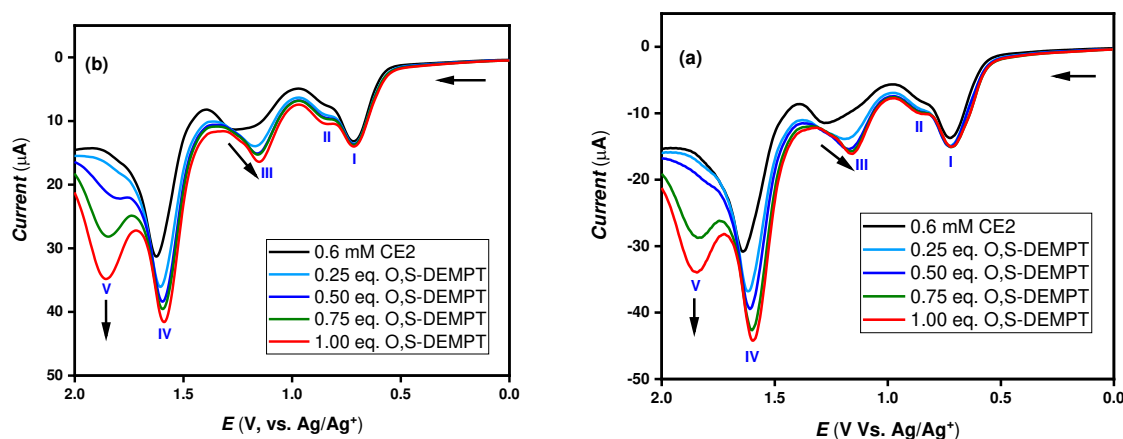 (b)
Current (μA)
0
10
20
30
40
50
2.0
1.5
1.0
0.5
0.0
E (V, vs. Ag/Ag⁺)
I
II
III
IV
V
0.6 mM CE2
0.25 eq. O,S-DEMPT
0.50 eq. O,S-DEMPT
0.75 eq. O,S-DEMPT
1.00 eq. O,S-DEMPT
(a)
Current (μA)
0
-10
-20
-30
-40
-50
2.0
1.5
1.0
0.5
0.0
E (V Vs. Ag/Ag⁺)
I
II
III
IV
V
0.6 mM CE2
0.25 eq. O,S-DEMPT
0.50 eq. O,S-DEMPT
0.75 eq. O,S-DEMPT
1.00 eq. O,S-DEMPT